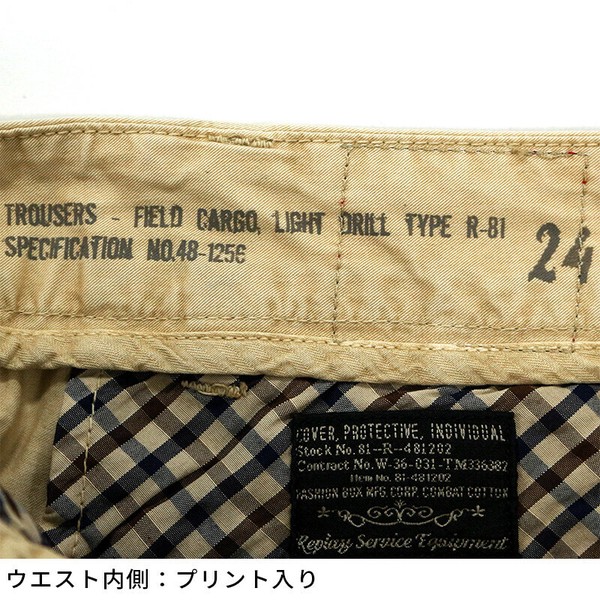 TROUSERS - FIELD CARGO, LIGHT DRILL TYPE R-81
SPECIFICATION NO.48-1256
24
COVER, PROTECTIVE, INDIVIDUAL
Stock No. 81--R--481202
Contract No. W-36-031-TM336382
Item No. 81-481202
FASHION BOX MFG. CORP. COMBAT COTTON
Replay Service Equipment
ウエスト内側：プリント入り